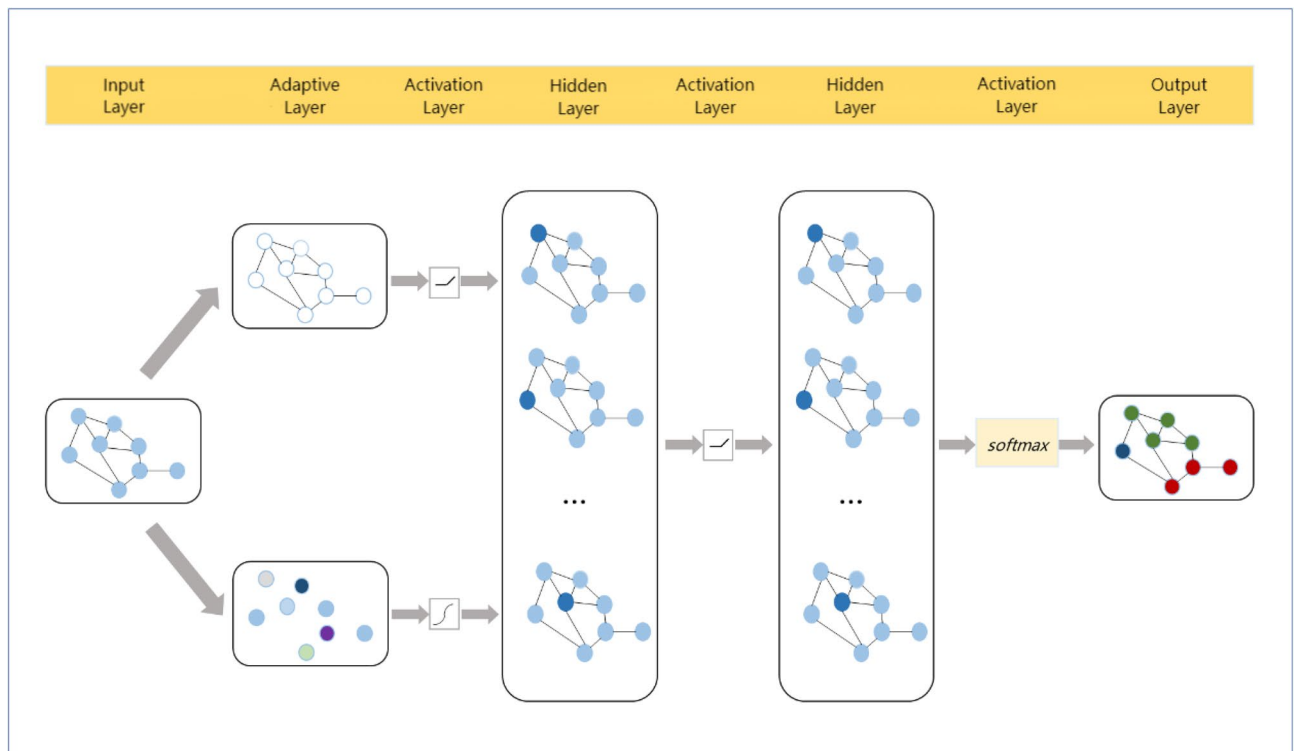 Input Adaptive Activation Hidden Activation Hidden Activation Output
Layer Layer Layer Layer Layer Layer Layer Layer
...
...
softmax